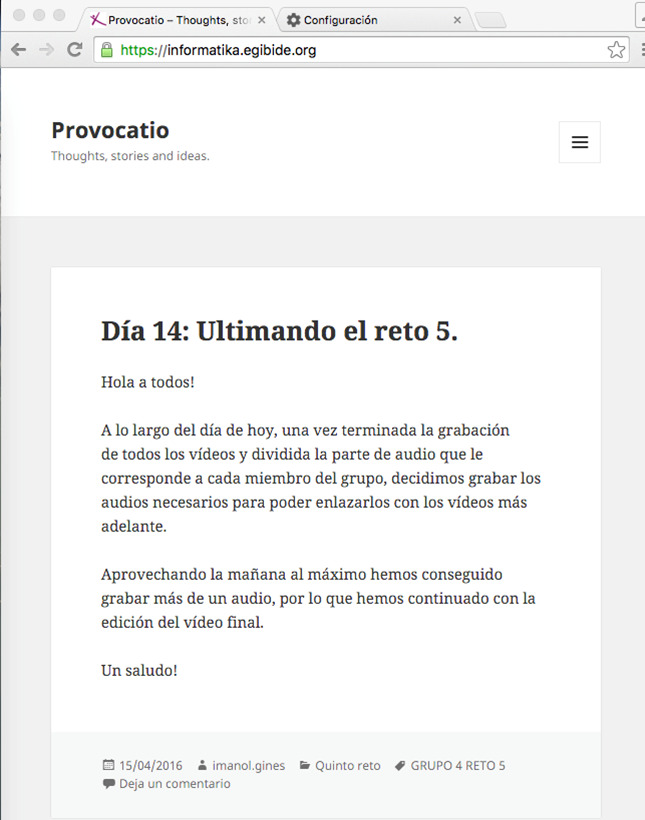 Provocatio – Thoughts, sto
Configuración
https://informatika.egibide.org
Provocatio
Thoughts, stories and ideas.
Día 14: Ultimando el reto 5.
Hola a todos!
A lo largo del día de hoy, una vez terminada la grabación
de todos los vídeos y dividida la parte de audio que le
corresponde a cada miembro del grupo, decidimos grabar los
audios necesarios para poder enlazarlos con los vídeos más
adelante.
Aprovechando la mañana al máximo hemos conseguido
grabar más de un audio, por lo que hemos continuado con la
edición del vídeo final.
Un saludo!
15/04/2016 imanol.gines Quinto reto GRUPO 4 RETO 5
Deja un comentario